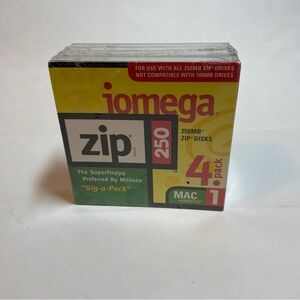 FOR USE WITH ALL 250MB ZIP DRIVES
NOT COMPATIBLE WITH 100MB DRIVES
iomega
zip
250
250MB*
ZIP DISKS
4 pack
The Superfloppy
Preferred By Millions
"Gig-a-Pack"
MAC
1